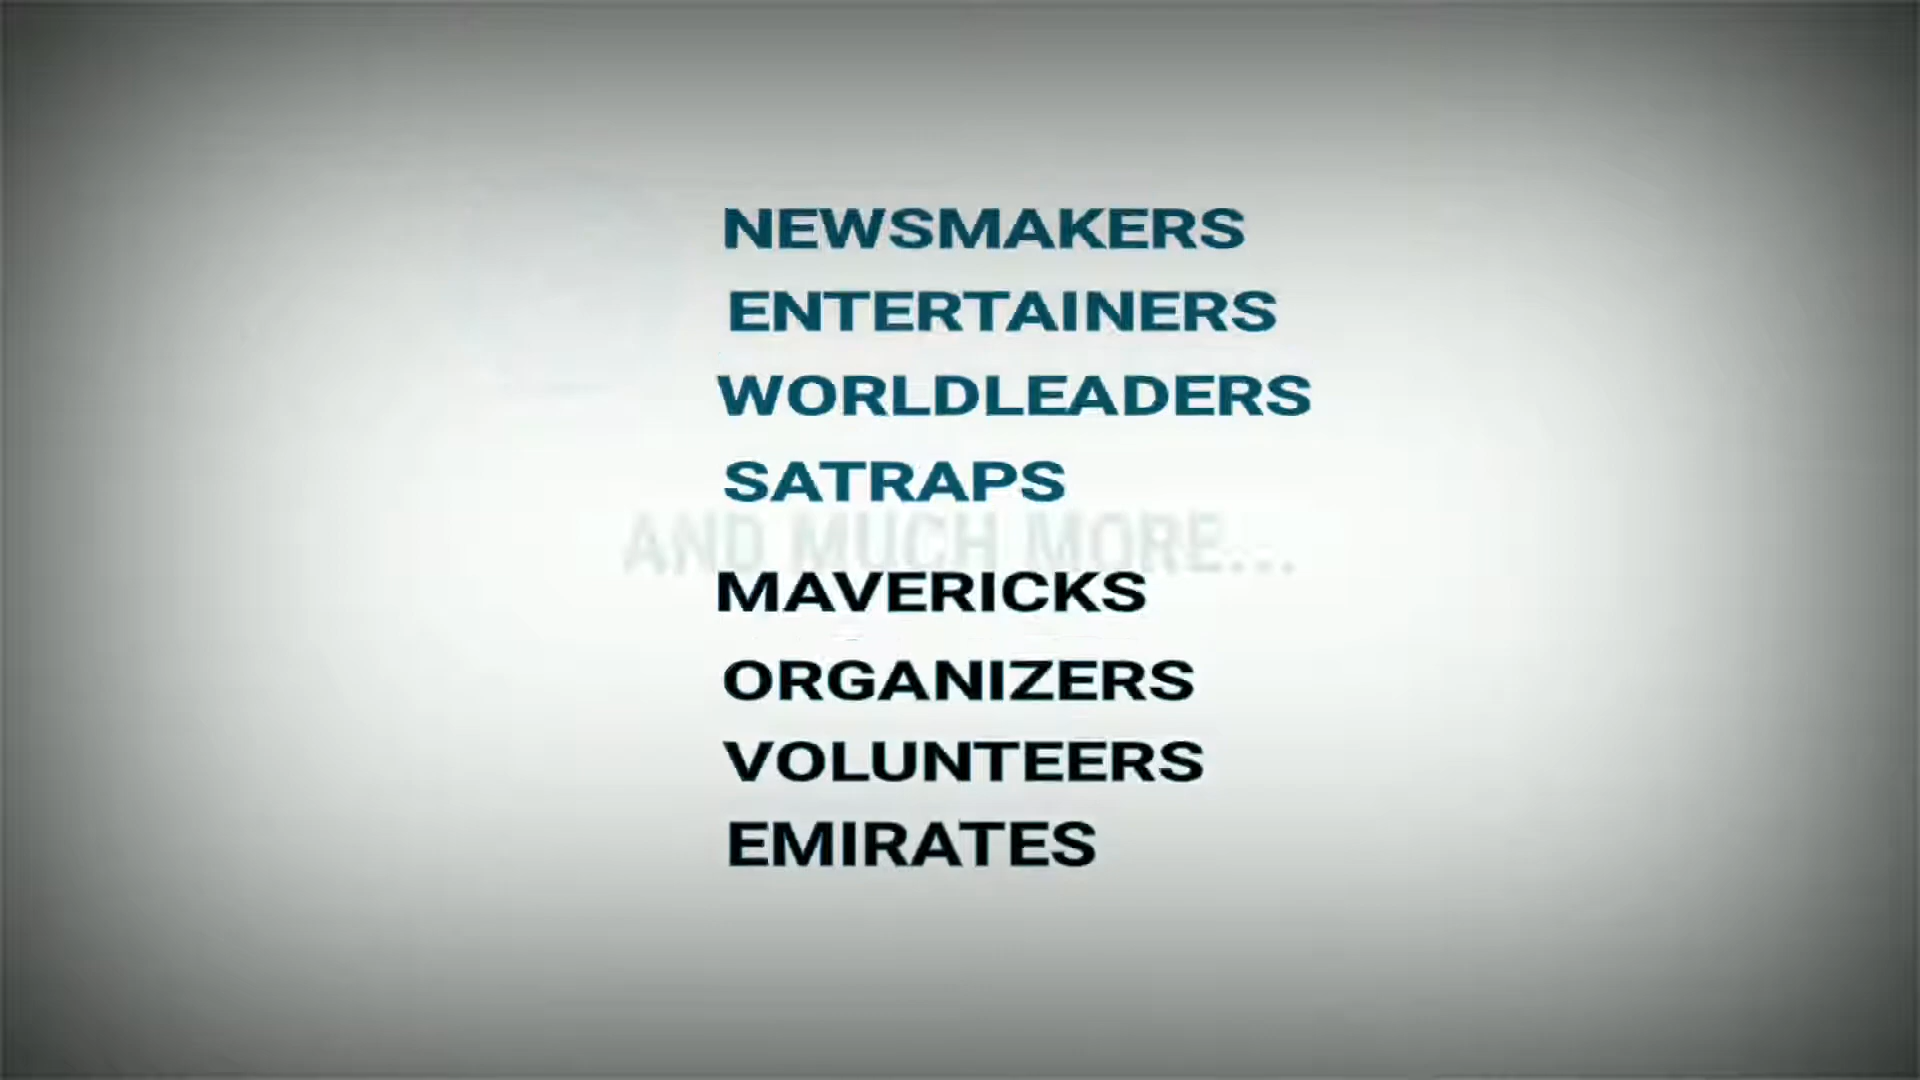 NEWSMAKERS
ENTERTAINERS
WORLDLEADERS
SATRAPS
AND MUCH MORE...
MAVERICKS
ORGANIZERS
VOLUNTEERS
EMIRATES